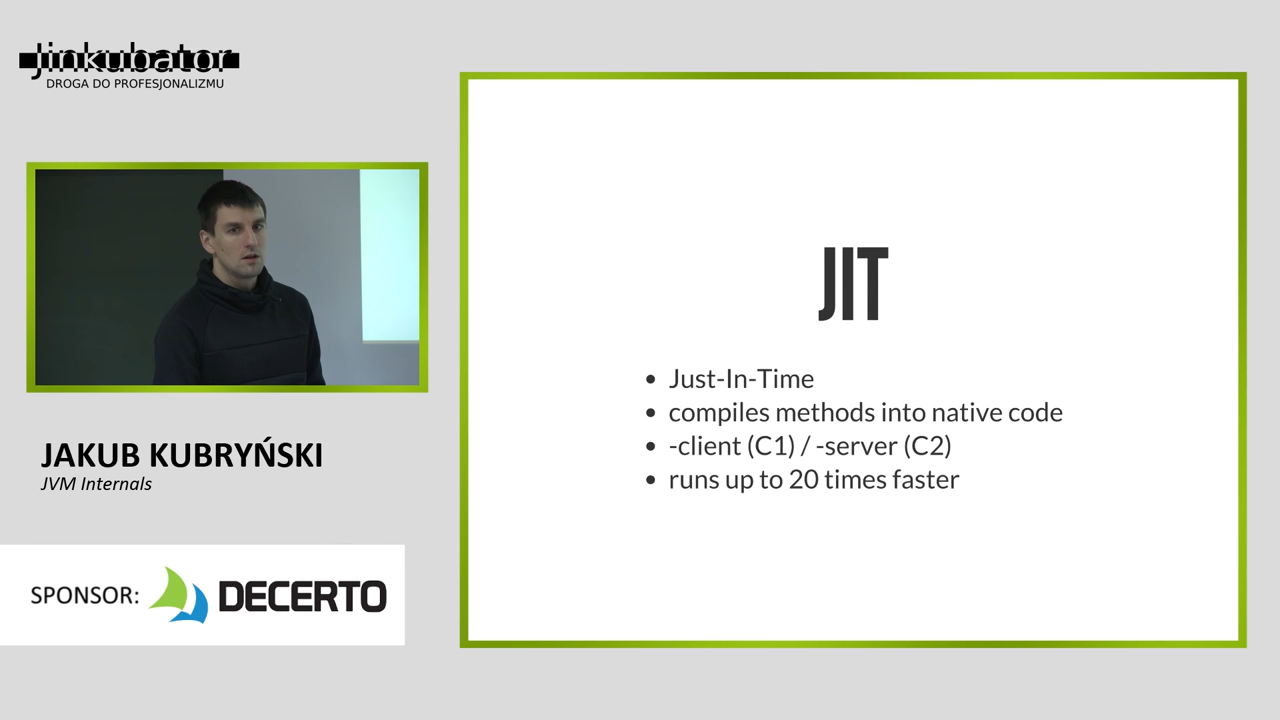 Jinkubator
DROGA DO PROFESJONALIZMU
JAKUB KUBRYŃSKI
JVM Internals
SPONSOR: DECERTO
JIT
• Just-In-Time
• compiles methods into native code
• -client (C1) / -server (C2)
• runs up to 20 times faster